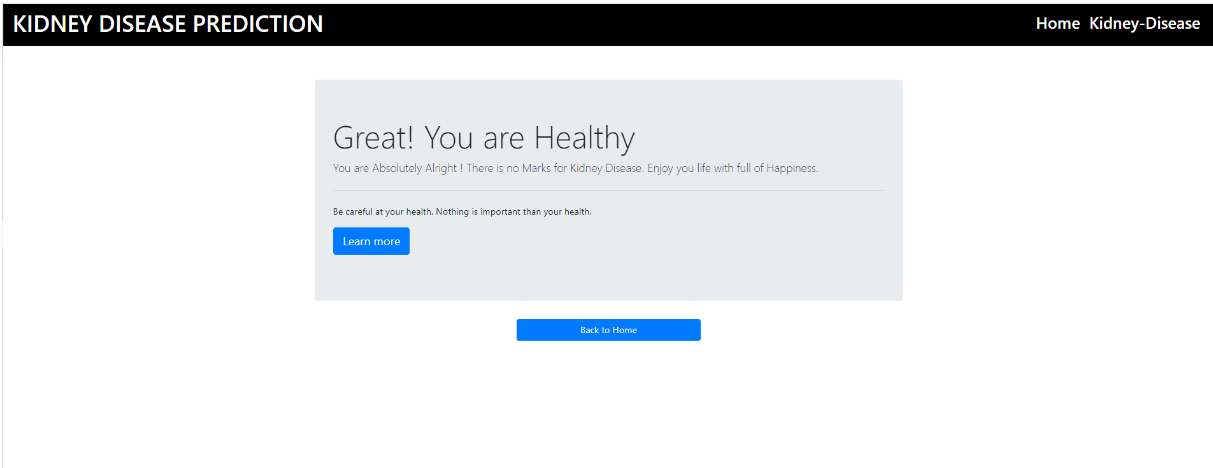 KIDNEY DISEASE PREDICTION
Home Kidney-Disease
Great! You are Healthy
You are Absolutely Alright ! There is no Marks for Kidney Disease. Enjoy you life with full of Happiness.
Be careful at your health. Nothing is important than your health.
Learn more
Back to Home